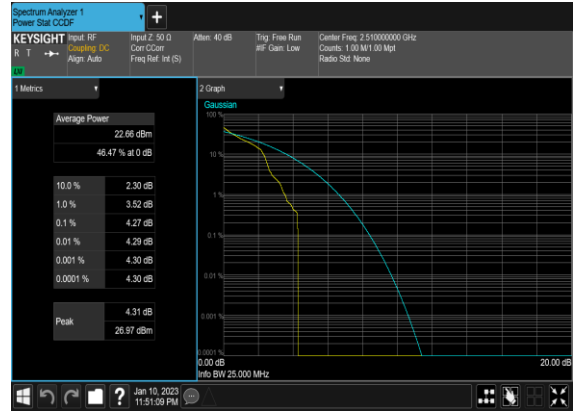 Spectrum Analyzer 1
Power Stat CCDF
KEYSIGHT
R T
LXI
Input: RF
Coupling: DC
Align: Auto
Input Z: 50 Ω
Corr CCorr
Freq Ref: Int (S)
Atten: 40 dB
Trig: Free Run
#IF Gain: Low
Center Freq: 2.510000000 GHz
Counts: 1.00 M/1.00 Mpt
Radio Std: None
1 Metrics
Average Power
22.66 dBm
46.47 % at 0 dB
10.0 % 2.30 dB
1.0 % 3.52 dB
0.1 % 4.27 dB
0.01 % 4.29 dB
0.001 % 4.30 dB
0.0001 % 4.30 dB
Peak
4.31 dB
26.97 dBm
2 Graph
Gaussian
100 %
10 %
1 %
0.1 %
0.01 %
0.001 %
0.0001 %
0.00 dB
20.00 dB
Info BW 25.000 MHz
Jan 10, 2023
11:51:09 PM